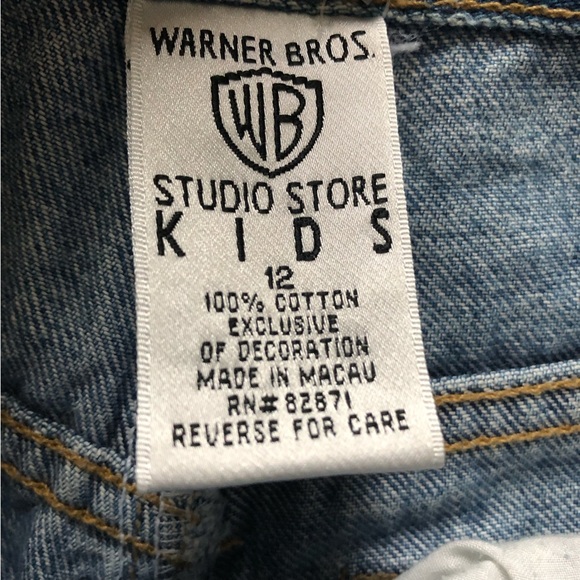 WARNER BROS.
WB
STUDIO STORE
KIDS
12
100% COTTON
EXCLUSIVE
OF DECORATION
MADE IN MACAU
RN# 82871
REVERSE FOR CARE